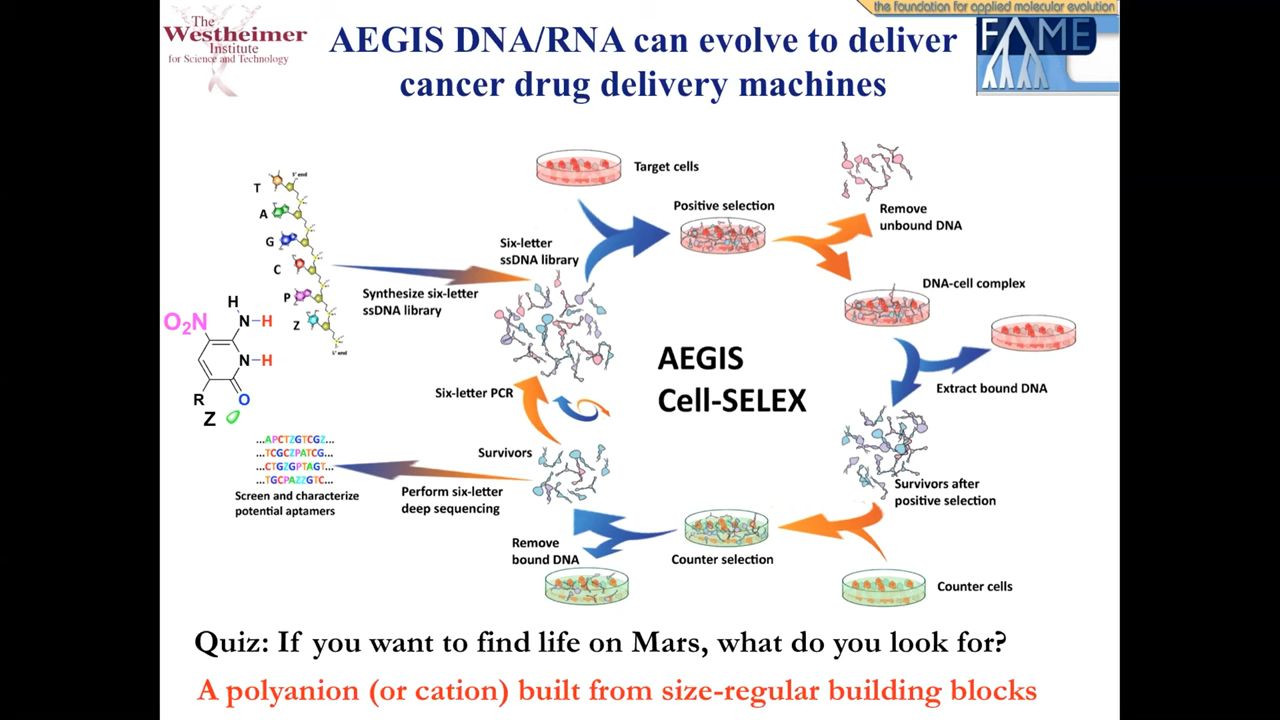 The
Westheimer
Institute
for Science and Technology
AEGIS DNA/RNA can evolve to deliver
cancer drug delivery machines
the foundation for applied molecular evolution
FAME
Target cells
Positive selection
Remove
unbound DNA
Six-letter
ssDNA library
T
5' end
A
G
C
P
Z
Synthesize six-letter
ssDNA library
DNA-cell complex
H
O2N
N-H
N-H
R
O
Z
AEGIS
Cell-SELEX
Extract bound DNA
Six-letter PCR
Survivors
...APCTZGTCGZ...
...TCGCZPATCG...
...CTGZGPTAGT...
...TGCPAZZGTC...
Screen and characterize
potential aptamers
Perform six-letter
deep sequencing
Survivors after
positive selection
Remove
bound DNA
Counter selection
Counter cells
Quiz: If you want to find life on Mars, what do you look for?
A polyanion (or cation) built from size-regular building blocks